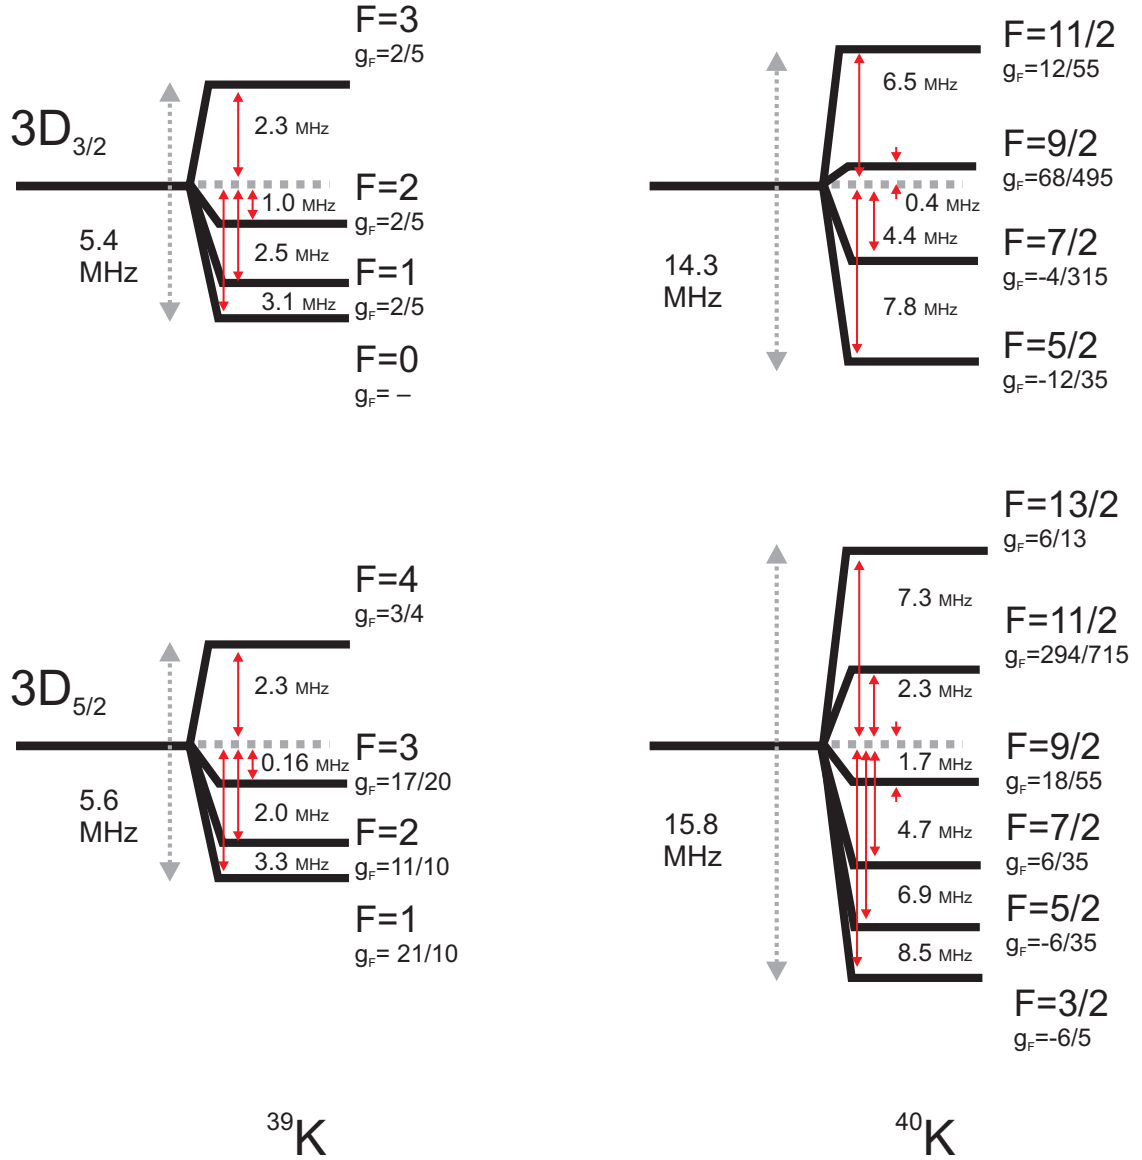 F=3
g_F=2/5
3D_3/2
2.3 MHz
F=2
g_F=2/5
1.0 MHz
5.4
MHz
2.5 MHz
F=1
g_F=2/5
3.1 MHz
F=0
g_F= –
F=11/2
g_F=12/55
6.5 MHz
F=9/2
g_F=68/495
0.4 MHz
4.4 MHz
F=7/2
g_F=-4/315
14.3
MHz
7.8 MHz
F=5/2
g_F=-12/35
F=4
g_F=3/4
3D_5/2
2.3 MHz
F=3
g_F=17/20
0.16 MHz
5.6
MHz
2.0 MHz
F=2
g_F=11/10
3.3 MHz
F=1
g_F= 21/10
F=13/2
g_F=6/13
7.3 MHz
F=11/2
g_F=294/715
2.3 MHz
F=9/2
g_F=18/55
1.7 MHz
15.8
MHz
4.7 MHz
F=7/2
g_F=6/35
6.9 MHz
F=5/2
g_F=-6/35
8.5 MHz
F=3/2
g_F=-6/5
³⁹K
⁴⁰K